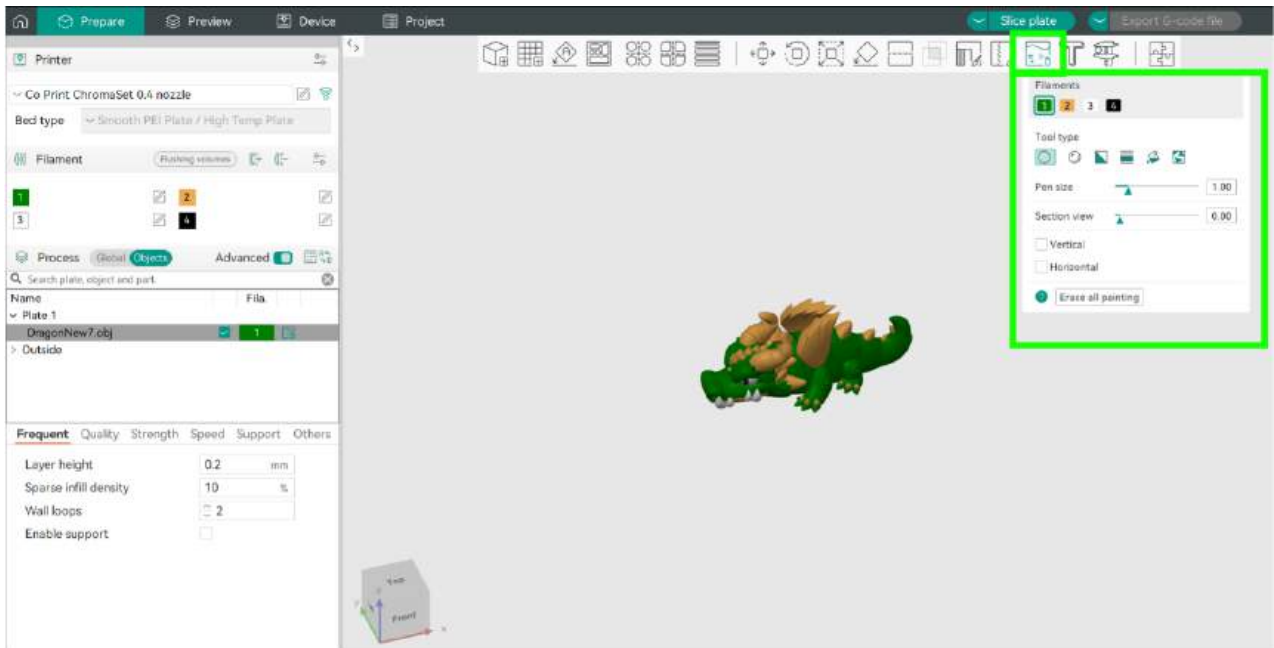 Prepare Preview Device Project Slice plate Export G-code file
Printer
Co Print ChromaSet 0.4 nozzle
Bed type Smooth PEI Plate / High Temp Plate
Filament Flushing volumes
1 2
3 4
Process Global Objects Advanced
Search plate, object and part.
Name Fila.
Plate 1
DragonNew7.obj 1
Outside
Frequent Quality Strength Speed Support Others
Layer height 0.2 mm
Sparse infill density 10 %
Wall loops 2
Enable support
Filaments
1 2 3 4
Tool type
Pen size 1.00
Section view 0.00
Vertical
Horizontal
Erase all painting
Top
Front
x